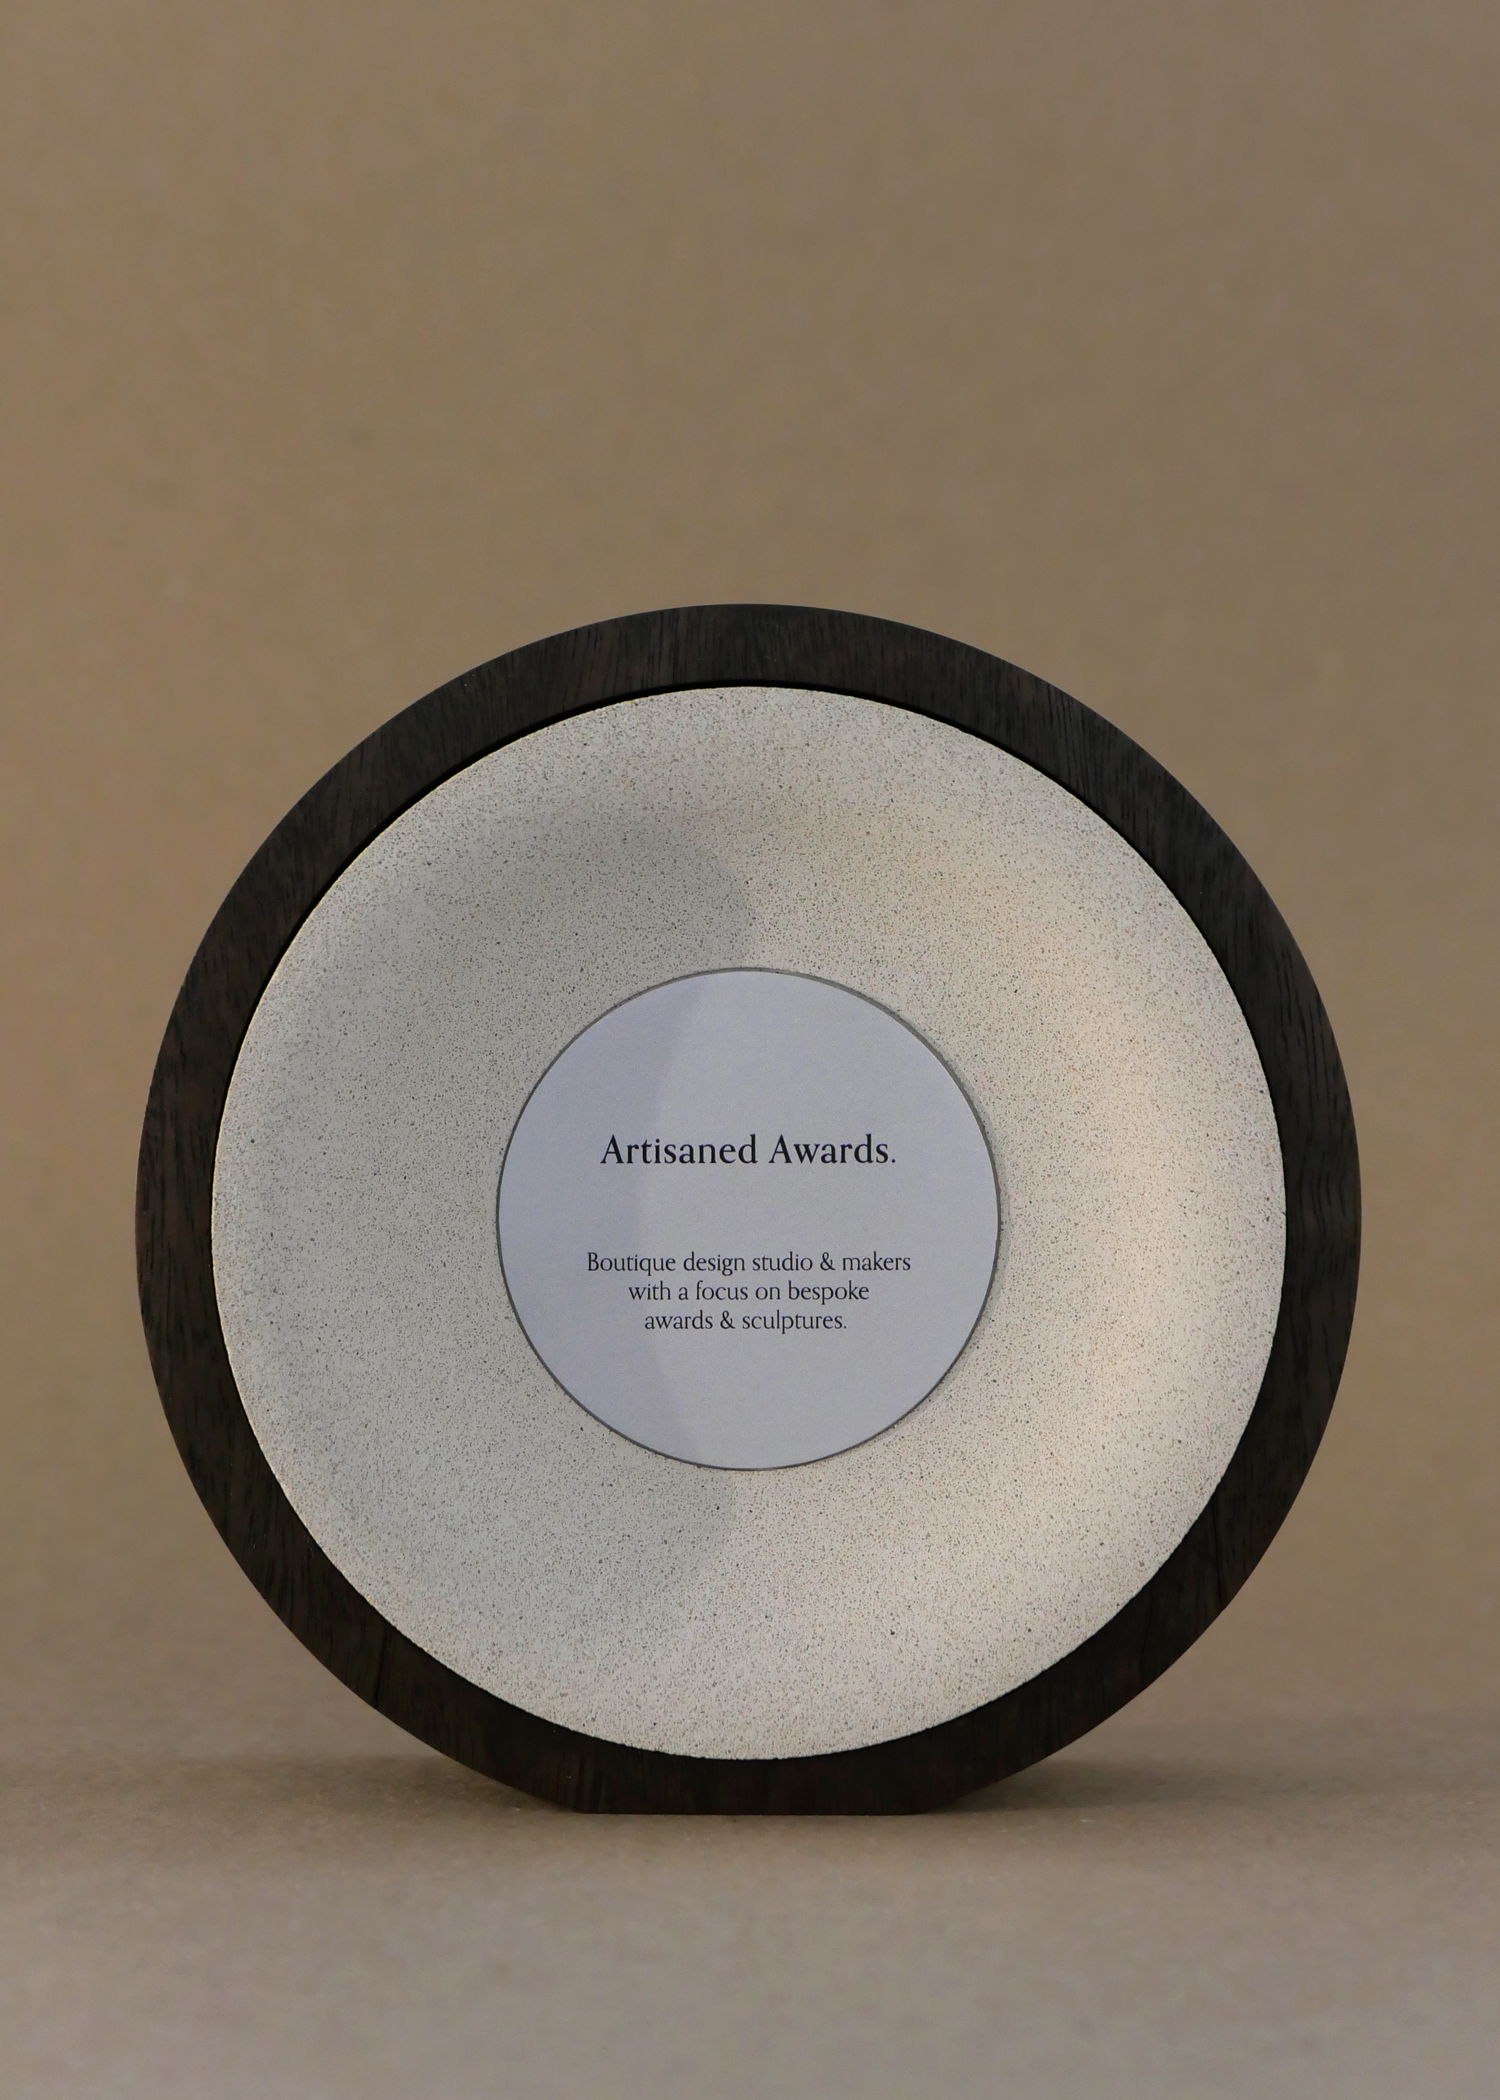 Artisaned Awards.
Boutique design studio & makers
with a focus on bespoke
awards & sculptures.